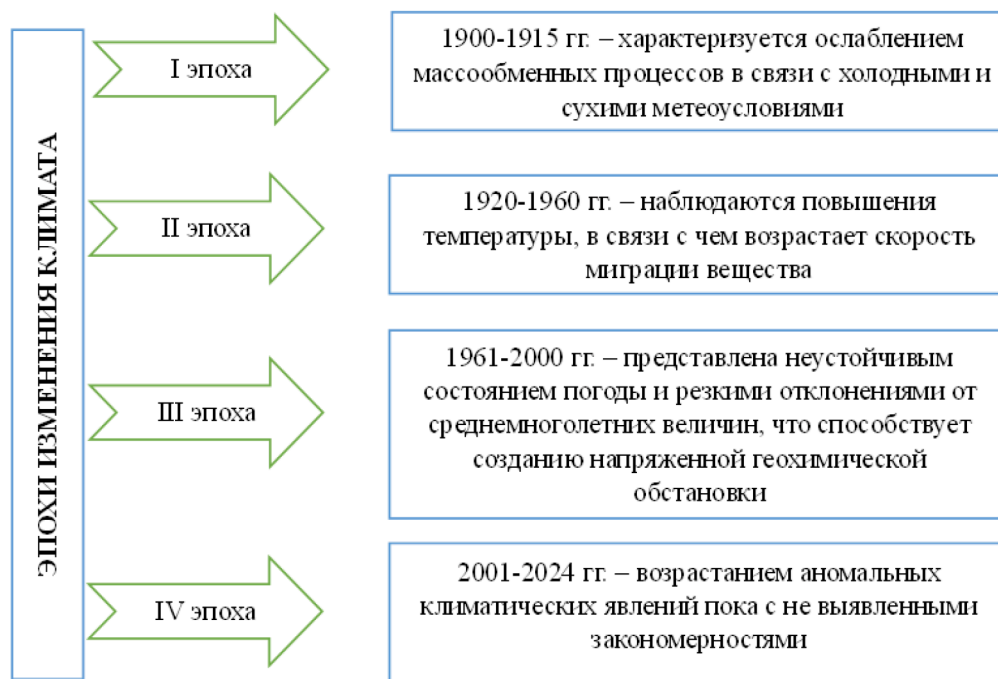 ЭПОХИ ИЗМЕНЕНИЯ КЛИМАТА
I эпоха
1900-1915 гг. – характеризуется ослаблением
массообменных процессов в связи с холодными и
сухими метеоусловиями
II эпоха
1920-1960 гг. – наблюдаются повышения
температуры, в связи с чем возрастает скорость
миграции вещества
III эпоха
1961-2000 гг. – представлена неустойчивым
состоянием погоды и резкими отклонениями от
среднемноголетних величин, что способствует
созданию напряженной геохимической
обстановки
IV эпоха
2001-2024 гг. – возрастанием аномальных
климатических явлений пока с не выявленными
закономерностями